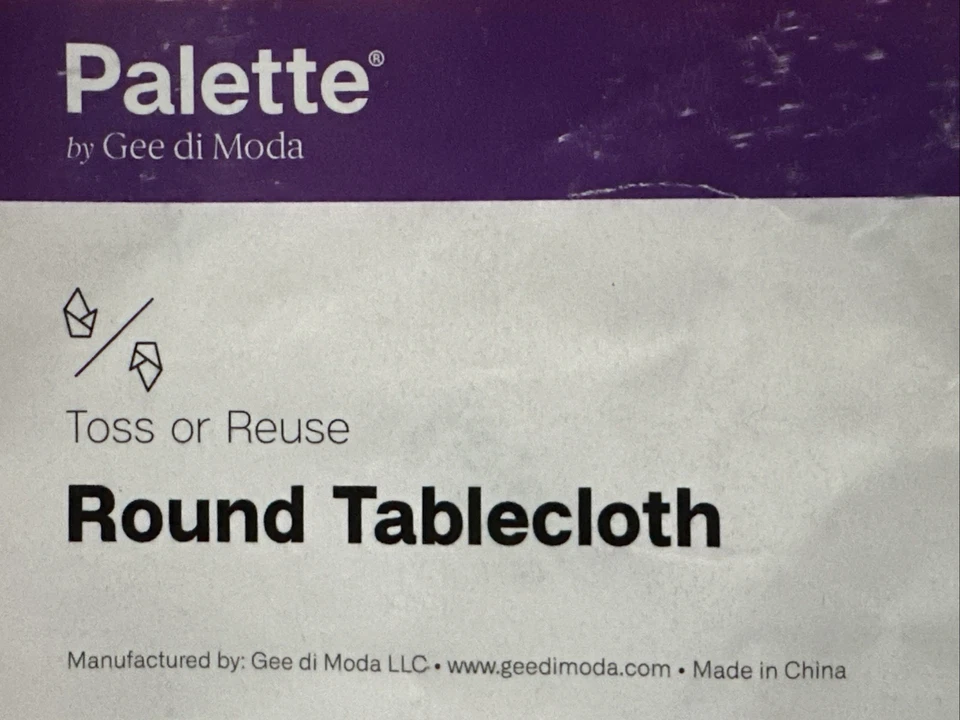 Palette®
by Gee di Moda
Toss or Reuse
Round Tablecloth
Manufactured by: Gee di Moda LLC • www.geedimoda.com • Made in China